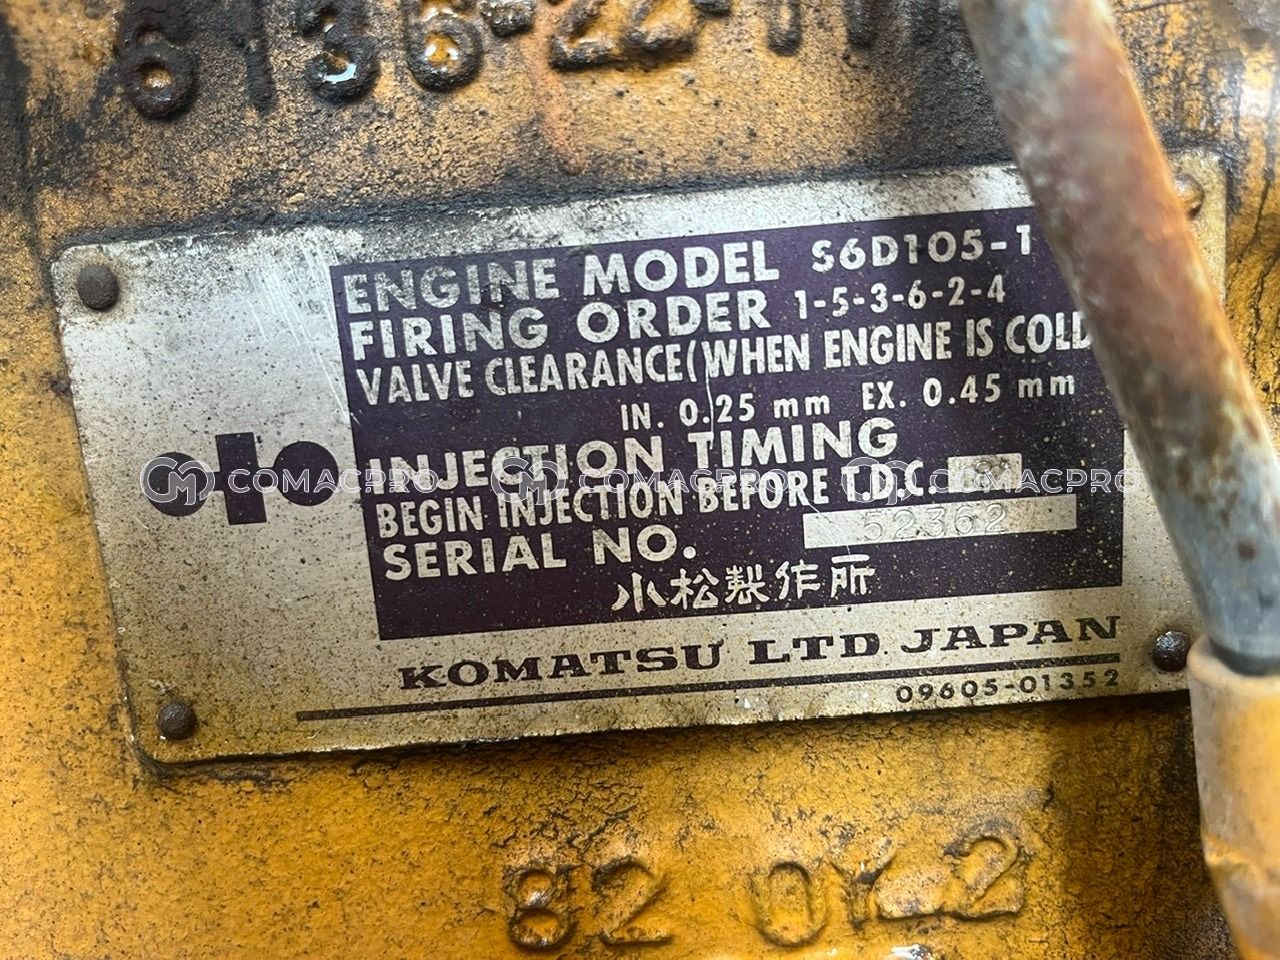 6136-22-11
ENGINE MODEL S6D105-1
FIRING ORDER 1-5-3-6-2-4
VALVE CLEARANCE(WHEN ENGINE IS COLD
IN. 0.25 mm EX. 0.45 mm
INJECTION TIMING
COMACPRO COMACPRO COMACPRO
BEGIN INJECTION BEFORE T.D.C.
SERIAL NO. 52362
小松製作所
KOMATSU LTD. JAPAN
09605-01352
82